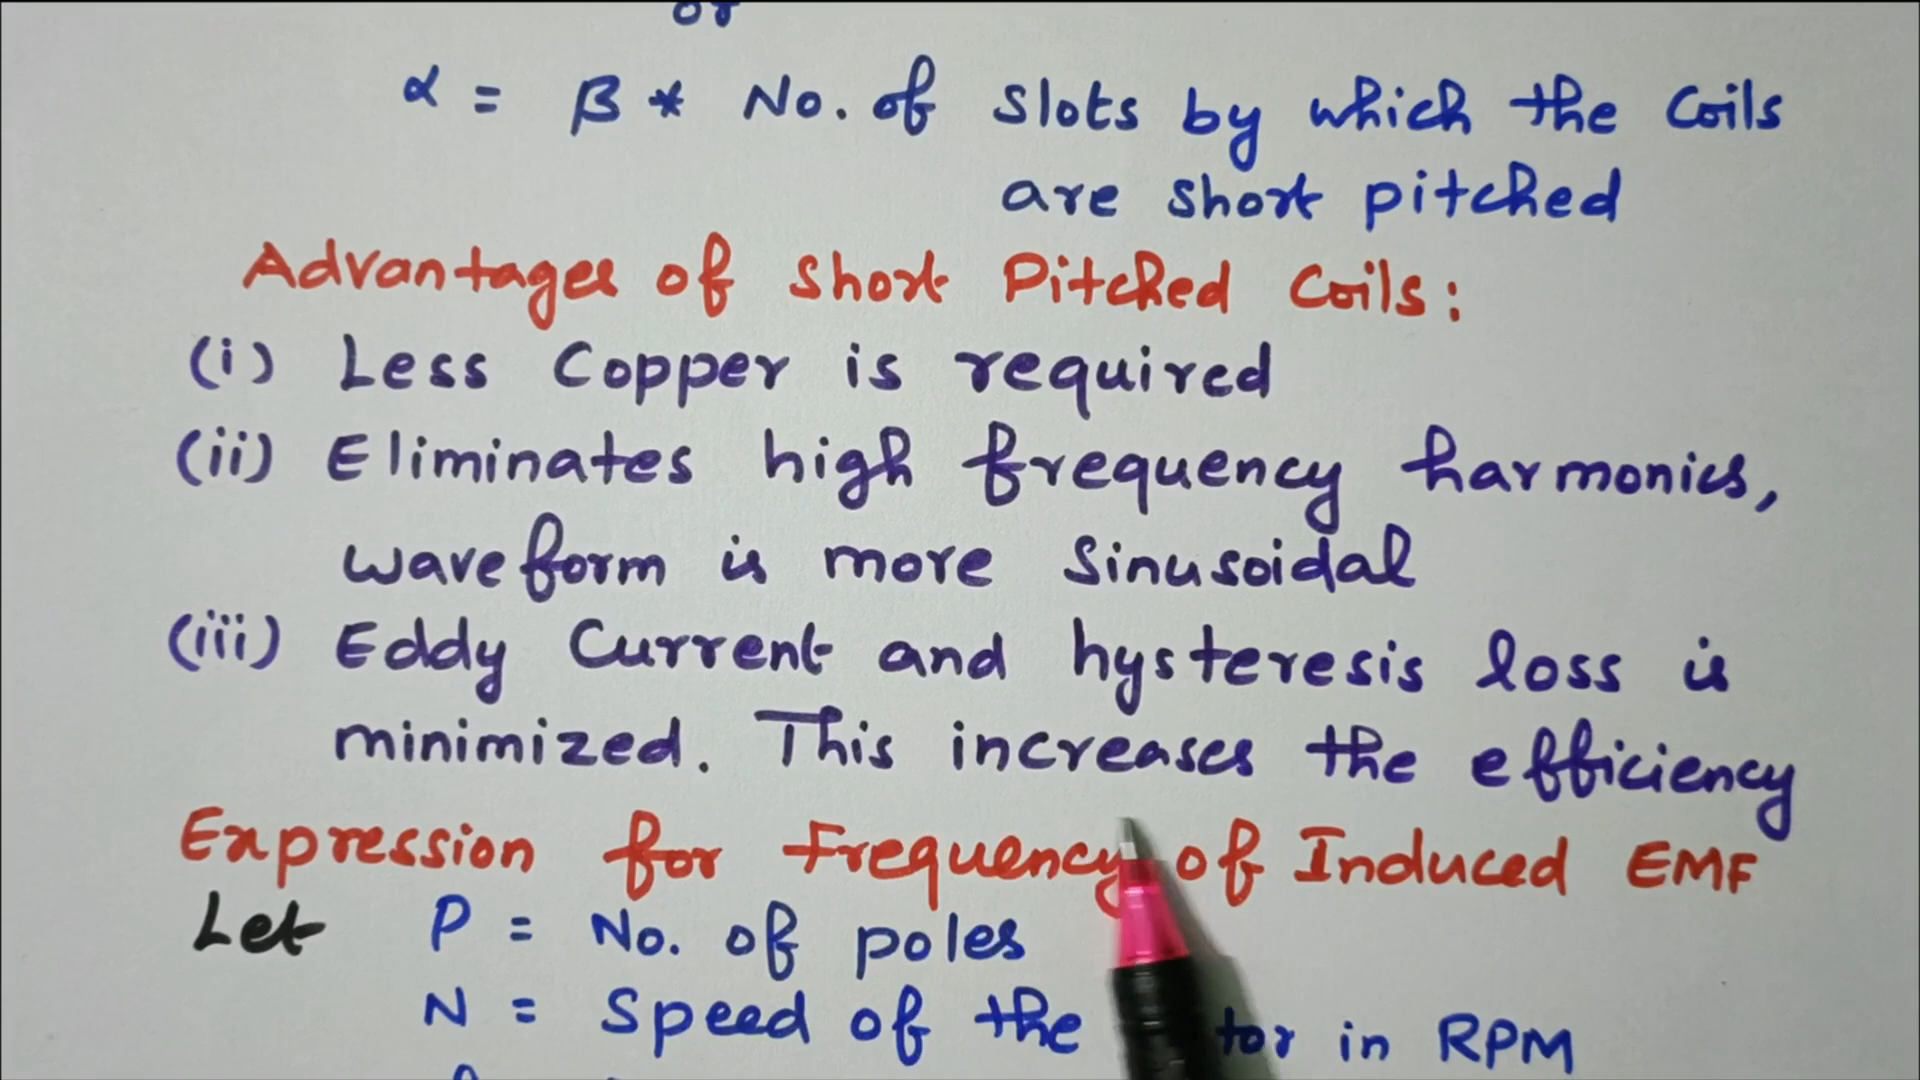 or
α = β * No. of slots by which the coils
are short pitched
Advantages of Short Pitched Coils:
(i) Less Copper is required
(ii) Eliminates high frequency harmonics,
waveform is more Sinusoidal
(iii) Eddy Current and hysteresis loss is
minimized. This increases the efficiency
Expression for Frequency of Induced EMF
Let P = No. of poles
N = Speed of the in RPM